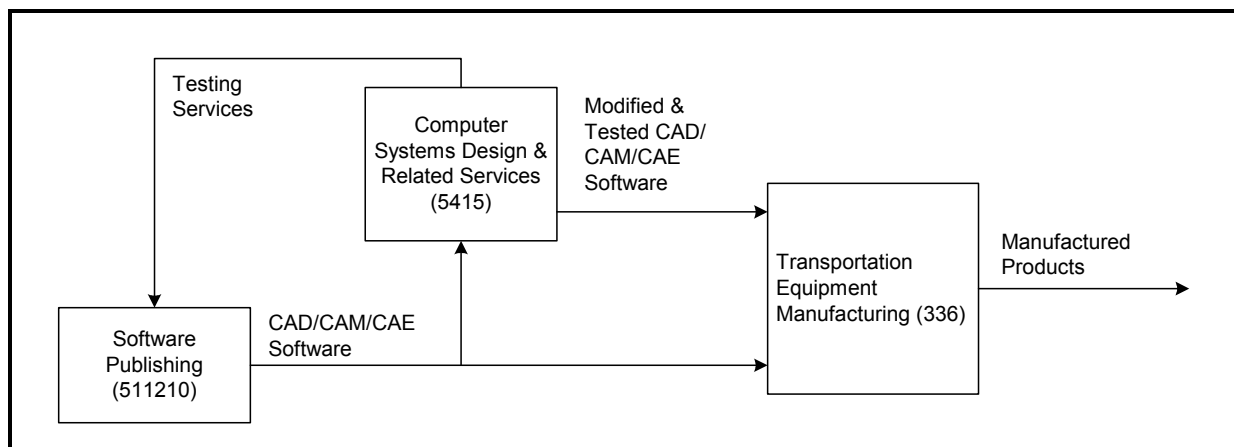 Testing
Services
Computer
Systems Design &
Related Services
(5415)
Modified &
Tested CAD/
CAM/CAE
Software
Transportation
Equipment
Manufacturing (336)
Manufactured
Products
Software
Publishing
(511210)
CAD/CAM/CAE
Software